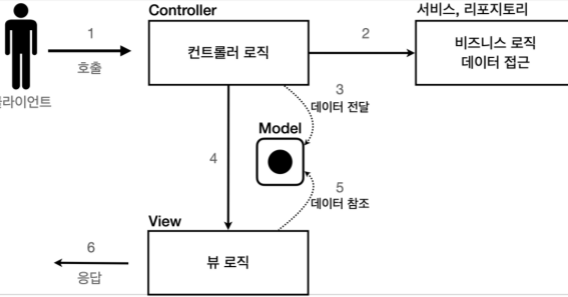 Controller
서비스, 리포지토리
1
호출
컨트롤러 로직
2
비즈니스 로직
데이터 접근
라이언트
3
데이터 전달
Model
4
5
데이터 참조
View
6
응답
뷰 로직